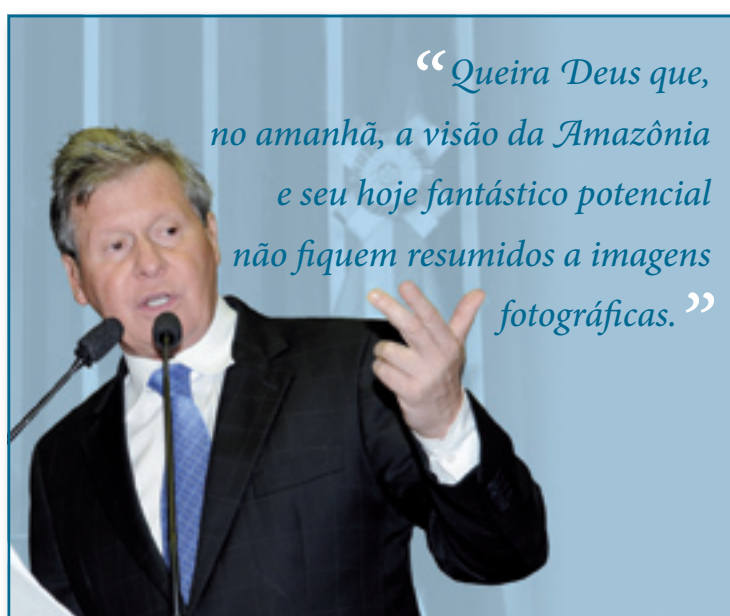 “Queira Deus que,
no amanhã, a visão da Amazônia
e seu hoje fantástico potencial
não fiquem resumidos a imagens
fotográficas.”